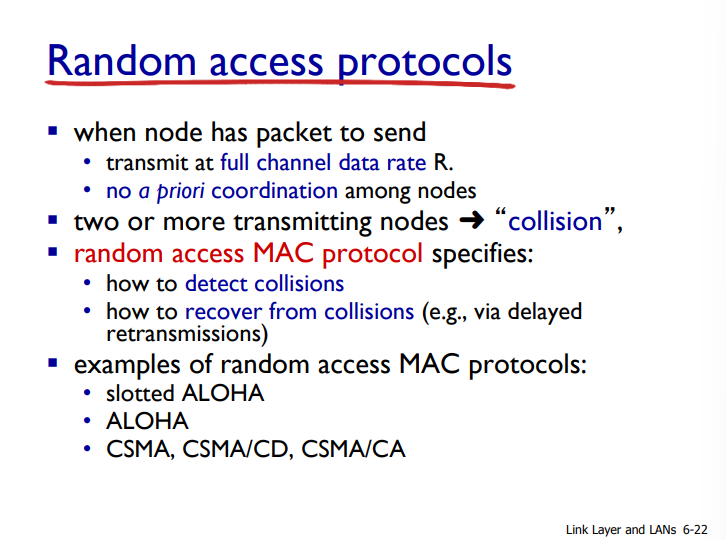 Random access protocols
▪ when node has packet to send
• transmit at full channel data rate R.
• no a priori coordination among nodes
▪ two or more transmitting nodes ➜ “collision”,
▪ random access MAC protocol specifies:
• how to detect collisions
• how to recover from collisions (e.g., via delayed
retransmissions)
▪ examples of random access MAC protocols:
• slotted ALOHA
• ALOHA
• CSMA, CSMA/CD, CSMA/CA
Link Layer and LANs 6-22